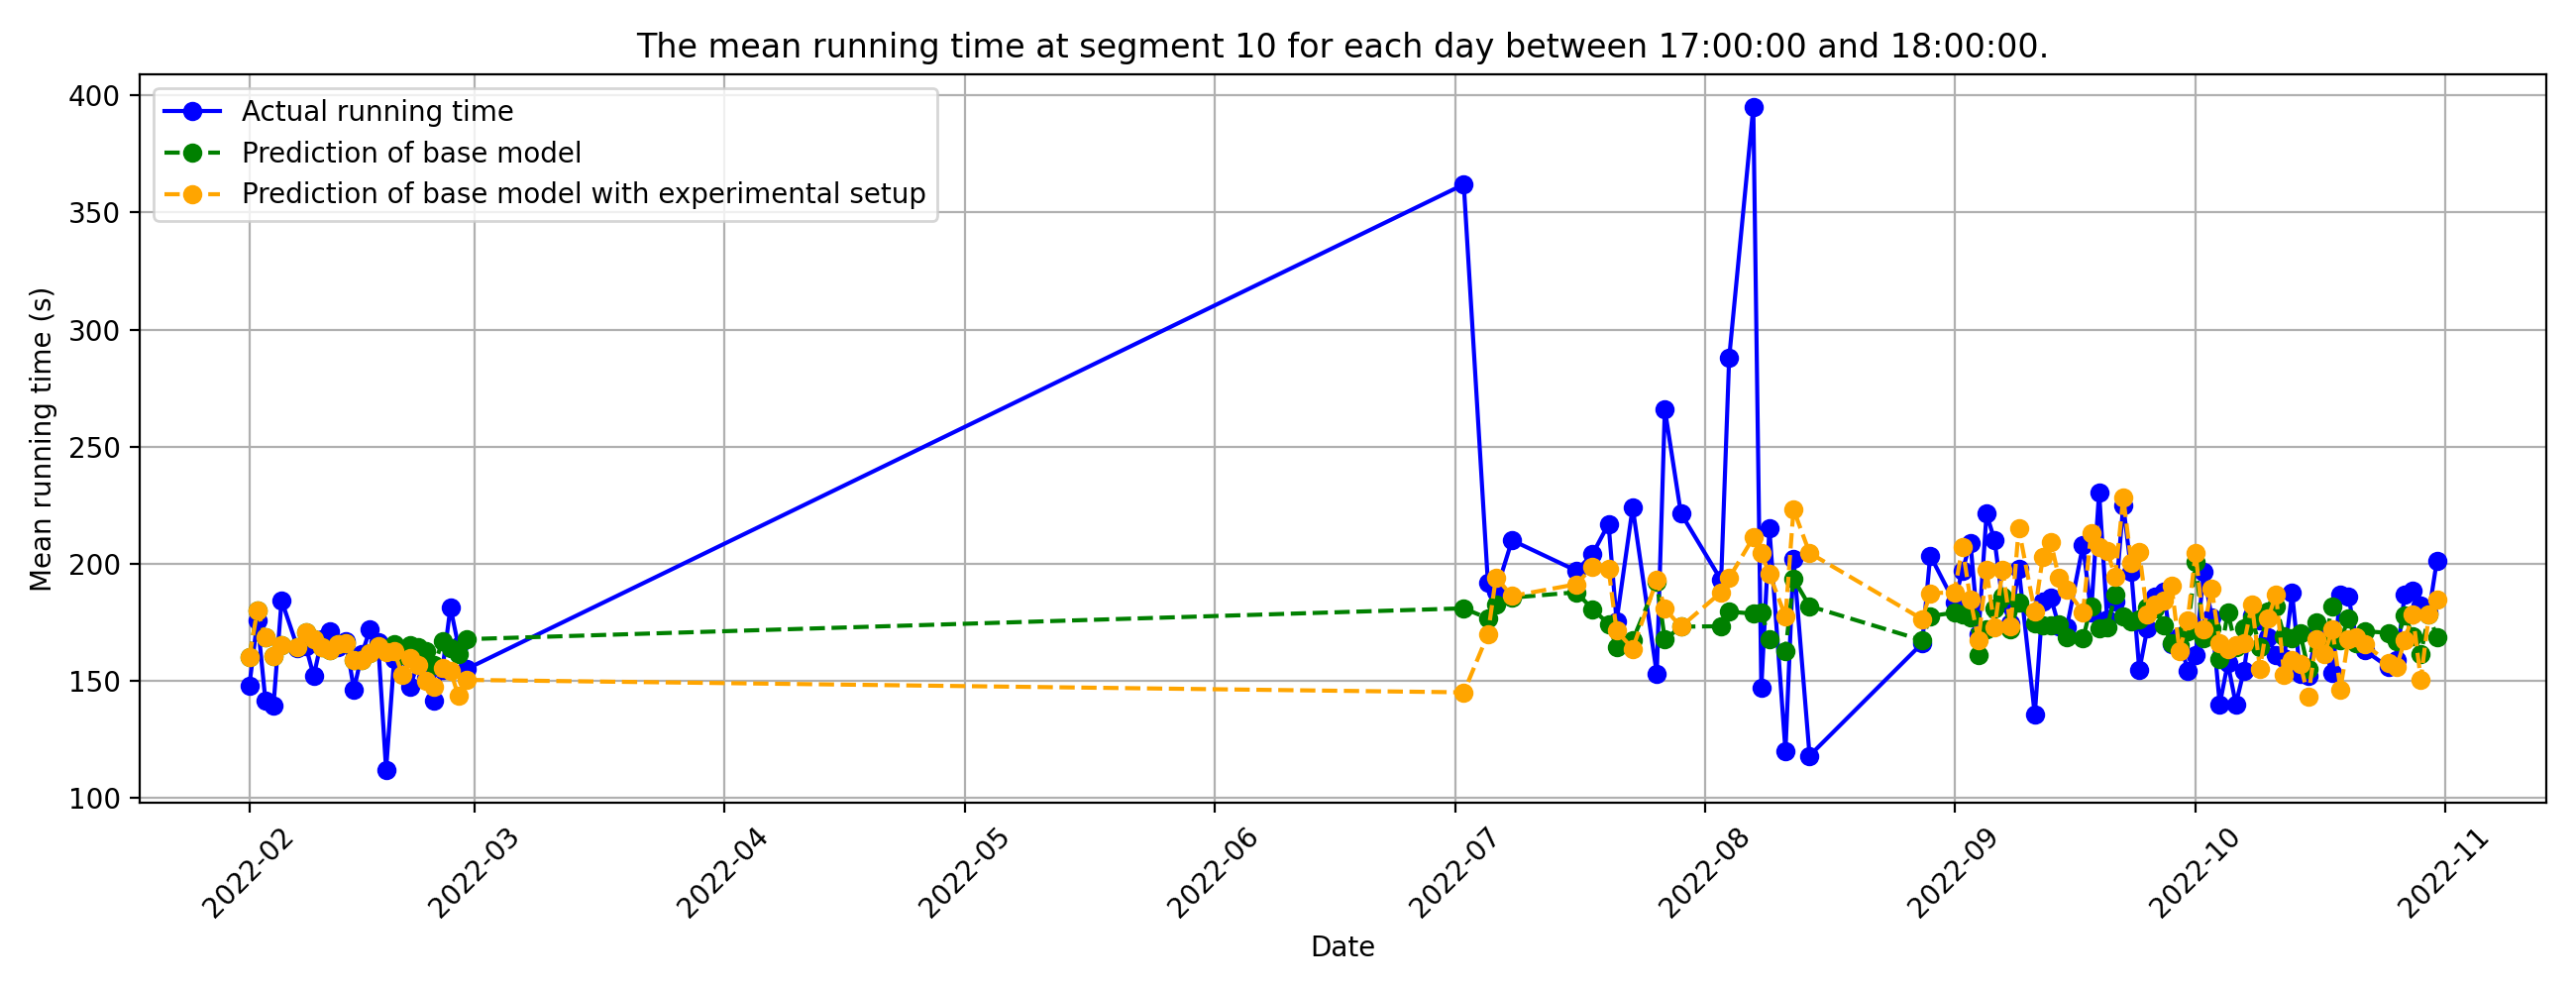 The mean running time at segment 10 for each day between 17:00:00 and 18:00:00.
Actual running time
Prediction of base model
Prediction of base model with experimental setup
Mean running time (s)
400
350
300
250
200
150
100
2022-02
2022-03
2022-04
2022-05
2022-06
2022-07
2022-08
2022-09
2022-10
2022-11
Date